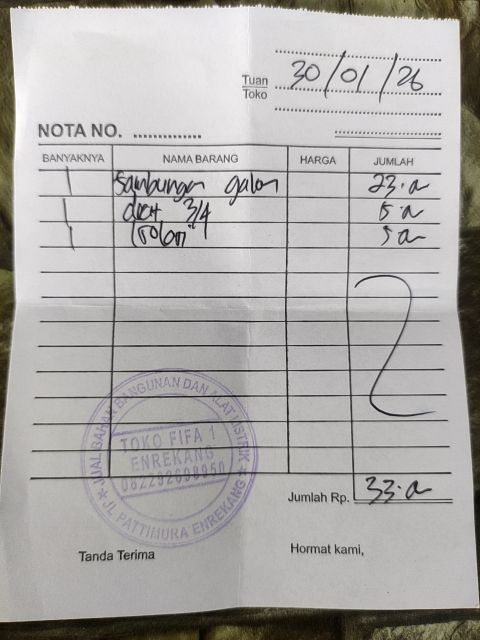 30/01/26
Tuan
Toko
NOTA NO.
BANYAKNYA NAMA BARANG HARGA JUMLAH
1 Sambungan galon 23.-
1 drat 3/4 5.-
1 5.-
JUAL BAHAN BANGUNAN DAN ALAT LISTRIK
TOKO FIFA 1
ENREKANG
JL. PATTIMURA ENREKANG
Jumlah Rp. 33.-
Tanda Terima Hormat kami,